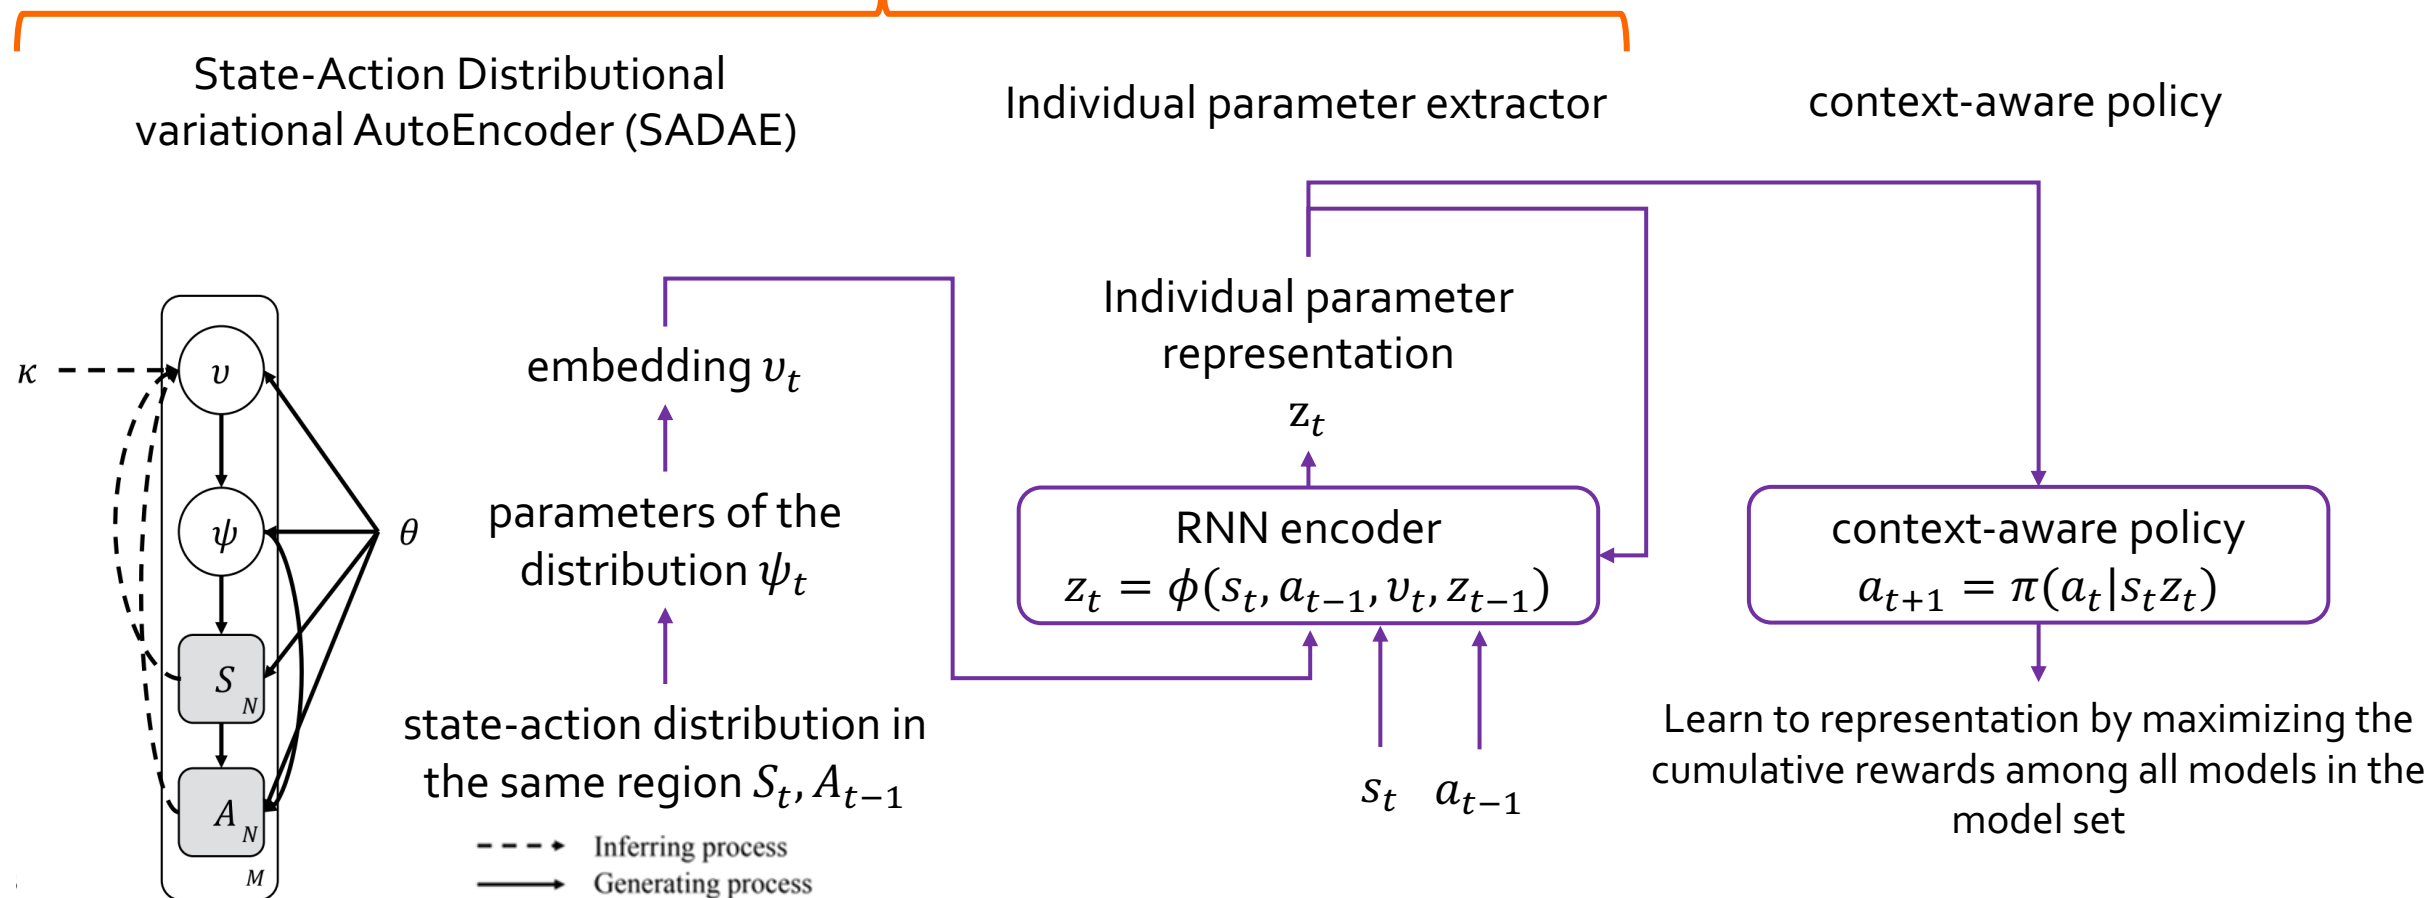 State-Action Distributional
variational AutoEncoder (SADAE)
Individual parameter extractor
context-aware policy
κ
υ
ψ
θ
S
N
A
N
M
embedding υ_t
parameters of the
distribution ψ_t
state-action distribution in
the same region S_t, A_{t−1}
Inferring process
Generating process
Individual parameter
representation
z_t
RNN encoder
z_t = ϕ(s_t, a_{t−1}, υ_t, z_{t−1})
s_t
a_{t−1}
context-aware policy
a_{t+1} = π(a_t|s_t z_t)
Learn to representation by maximizing the
cumulative rewards among all models in the
model set